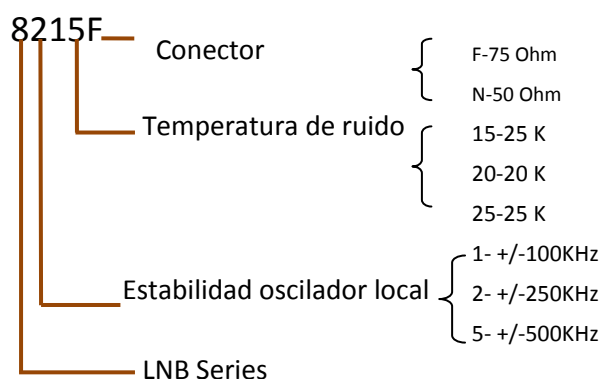 8215F
Conector
F-75 Ohm
N-50 Ohm
Temperatura de ruido
15-25 K
20-20 K
25-25 K
Estabilidad oscilador local
1- +/-100KHz
2- +/-250KHz
5- +/-500KHz
LNB Series